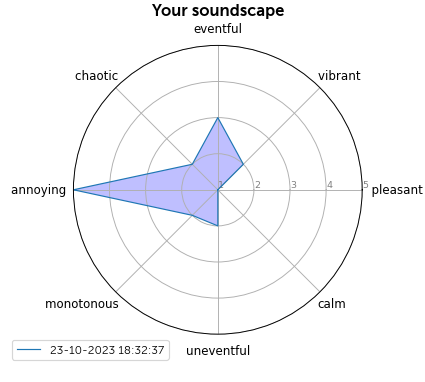 Your soundscape
eventful
chaotic
vibrant
annoying
1 2 3 4 5
pleasant
monotonous
calm
uneventful
23-10-2023 18:32:37